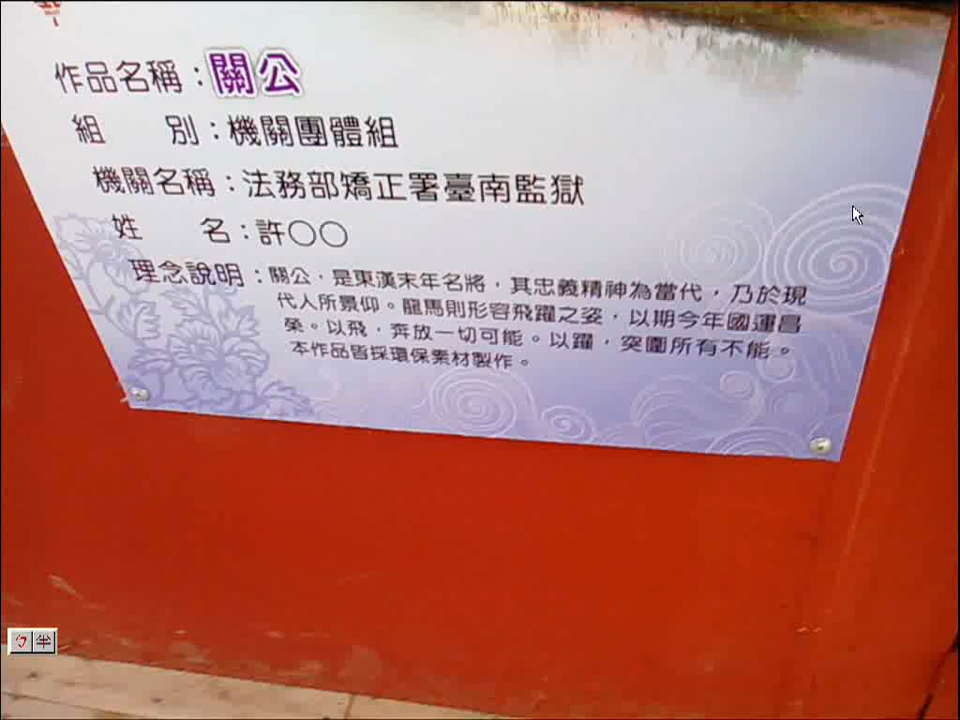 作品名稱：關公
組　　別：機關團體組
機關名稱：法務部矯正署臺南監獄
姓　　名：許○○
理念說明：關公，是東漢末年名將，其忠義精神為當代，乃於現
代人所景仰。龍馬則形容飛躍之姿，以期今年國運昌
榮。以飛，奔放一切可能。以躍，突圍所有不能。
本作品皆採環保素材製作。
ㄅ半